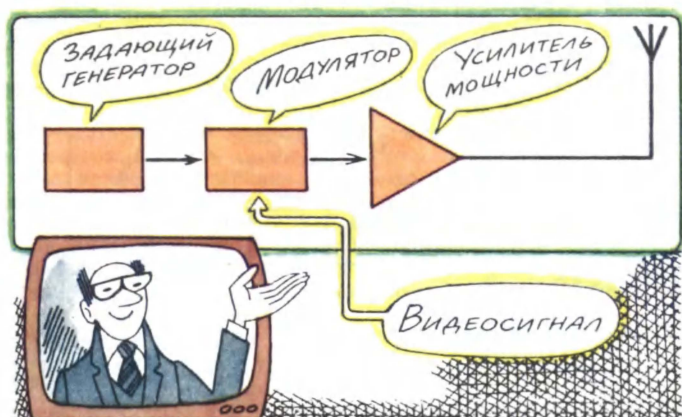 Задающий
генератор
Модулятор
Усилитель
мощности
Видеосигнал